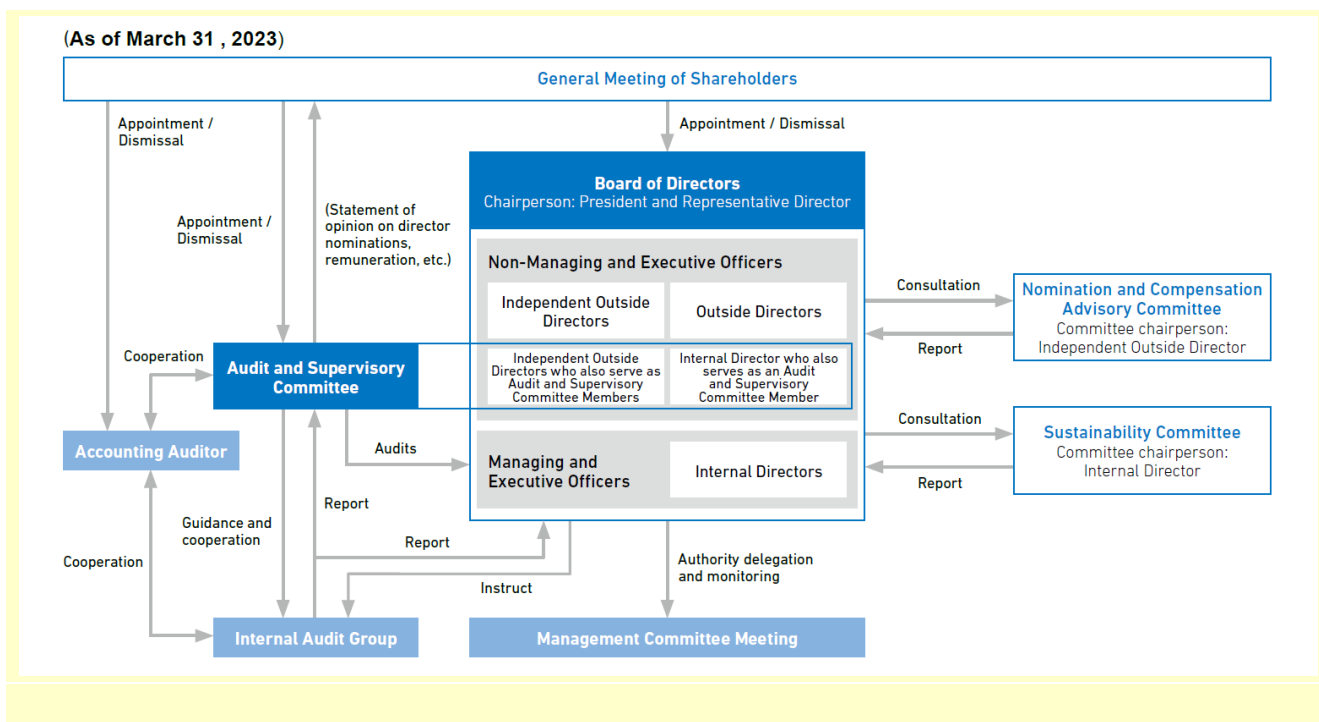 (As of March 31 , 2023)
General Meeting of Shareholders
Appointment /
Dismissal
Appointment /
Dismissal
(Statement of
opinion on director
nominations,
remuneration, etc.)
Appointment / Dismissal
Board of Directors
Chairperson: President and Representative Director
Non-Managing and Executive Officers
Independent Outside
Directors
Outside Directors
Independent Outside
Directors who also serve as
Audit and Supervisory
Committee Members
Internal Director who also
serves as an Audit
and Supervisory
Committee Member
Managing and
Executive Officers
Internal Directors
Consultation
Report
Nomination and Compensation
Advisory Committee
Committee chairperson:
Independent Outside Director
Consultation
Report
Sustainability Committee
Committee chairperson:
Internal Director
Cooperation
Audit and Supervisory
Committee
Accounting Auditor
Audits
Report
Guidance and
cooperation
Cooperation
Report
Instruct
Authority delegation
and monitoring
Internal Audit Group
Management Committee Meeting